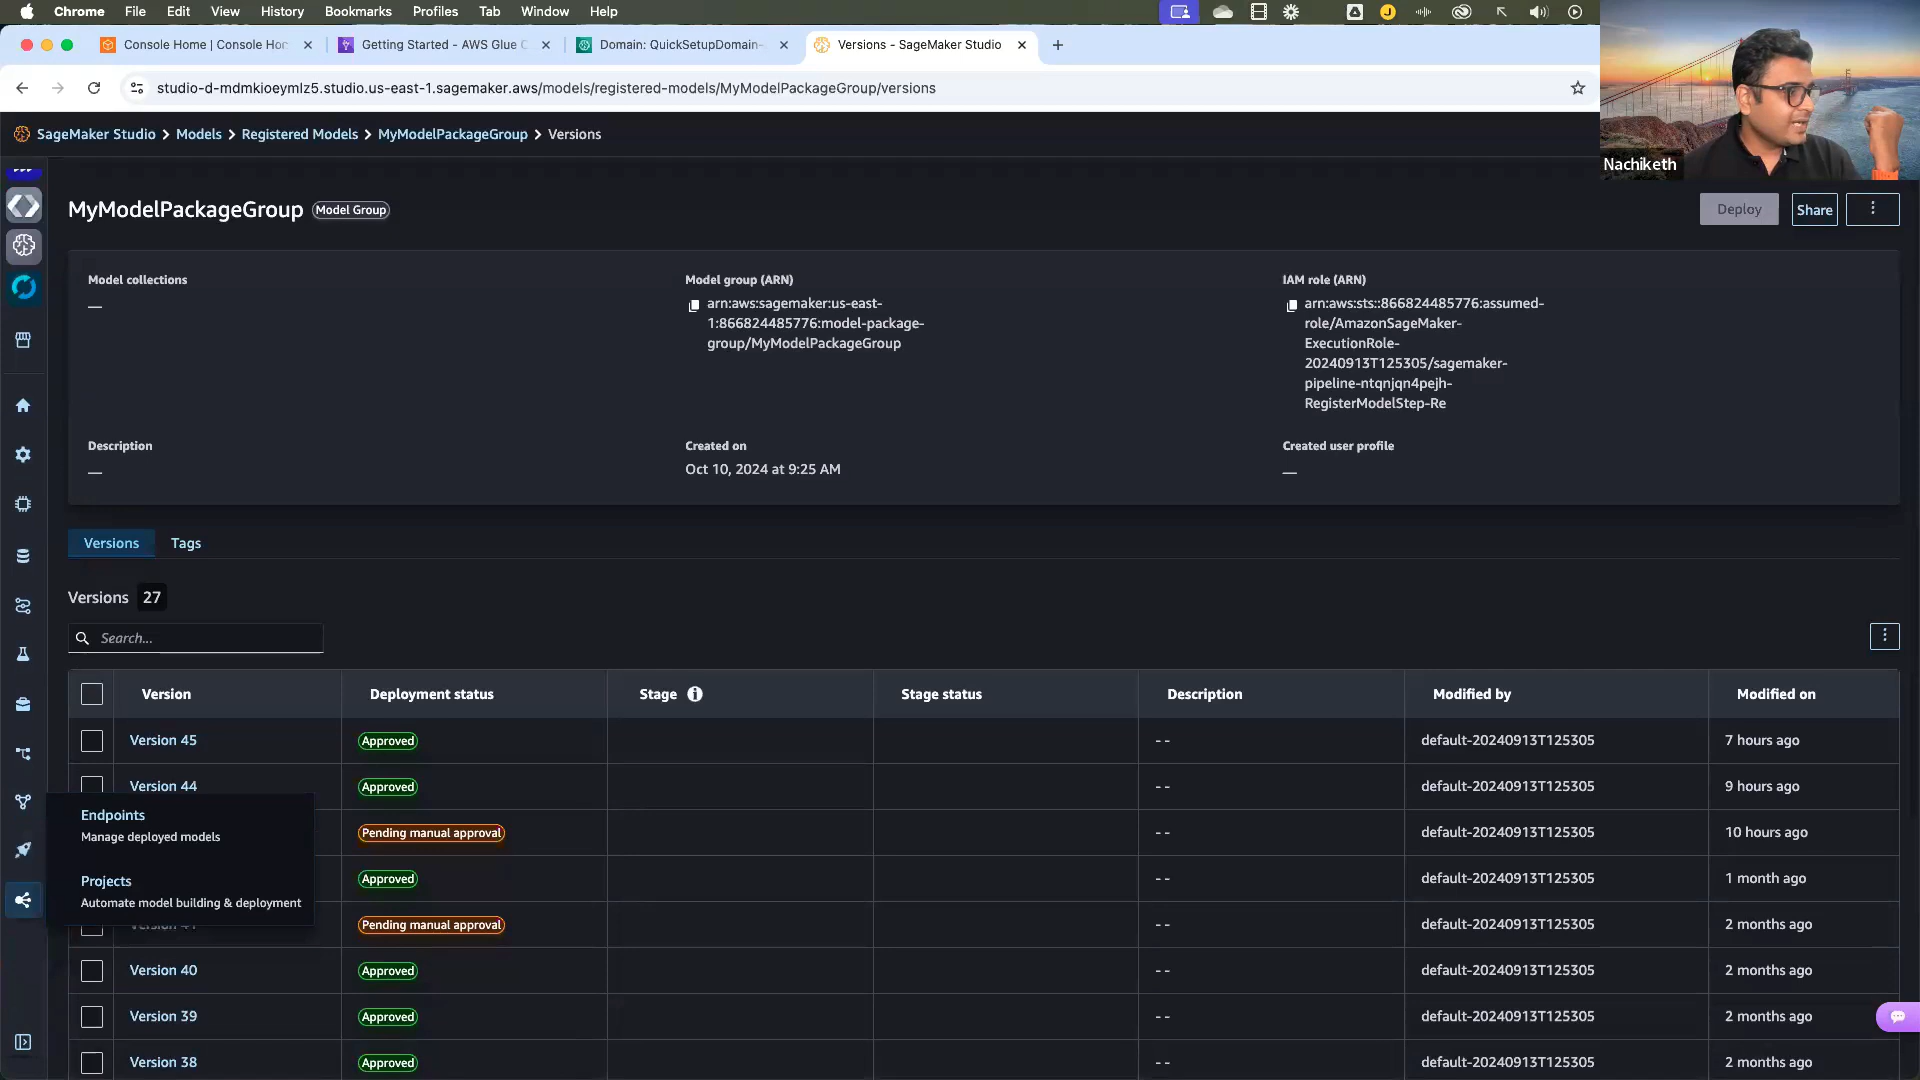 Chrome File Edit View History Bookmarks Profiles Tab Window Help
Console Home | Console Hor
Getting Started - AWS Glue C
Domain: QuickSetupDomain-
Versions - SageMaker Studio
studio-d-mdmkioeymlz5.studio.us-east-1.sagemaker.aws/models/registered-models/MyModelPackageGroup/versions
Nachiketh
SageMaker Studio Models Registered Models MyModelPackageGroup Versions
MyModelPackageGroup Model Group
Deploy Share
Model collections
—
Model group (ARN)
arn:aws:sagemaker:us-east-
1:866824485776:model-package-
group/MyModelPackageGroup
IAM role (ARN)
arn:aws:sts::866824485776:assumed-
role/AmazonSageMaker-
ExecutionRole-
20240913T125305/sagemaker-
pipeline-ntqnjqn4pejh-
RegisterModelStep-Re
Description
—
Created on
Oct 10, 2024 at 9:25 AM
Created user profile
—
Versions Tags
Versions 27
Search...
Version Deployment status Stage Stage status Description Modified by Modified on
Version 45 Approved -- default-20240913T125305 7 hours ago
Version 44 Approved -- default-20240913T125305 9 hours ago
Pending manual approval -- default-20240913T125305 10 hours ago
Approved -- default-20240913T125305 1 month ago
Pending manual approval -- default-20240913T125305 2 months ago
Version 40 Approved -- default-20240913T125305 2 months ago
Version 39 Approved -- default-20240913T125305 2 months ago
Version 38 Approved -- default-20240913T125305 2 months ago
Endpoints
Manage deployed models
Projects
Automate model building & deployment